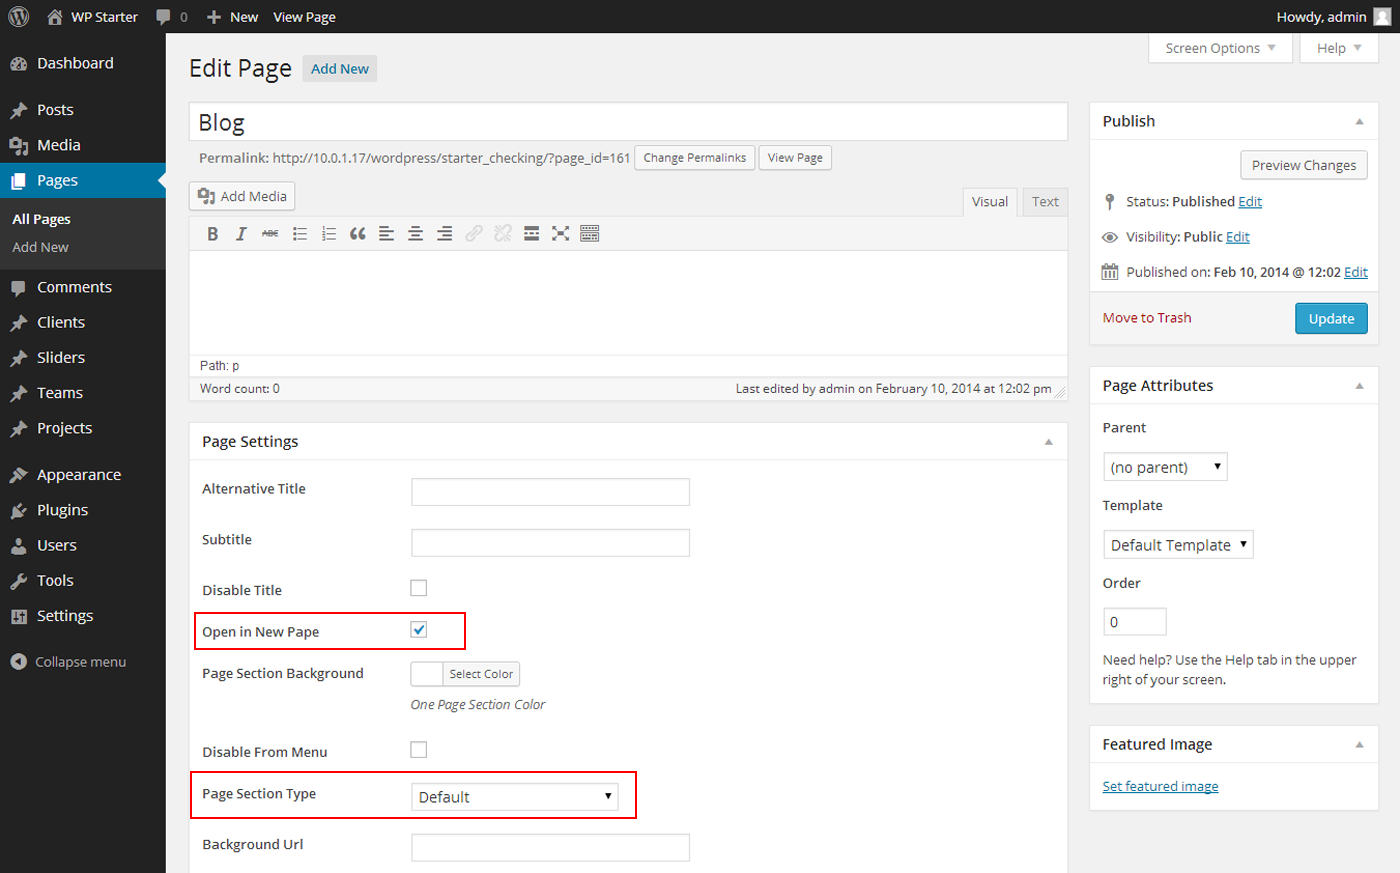 WP Starter 0 New View Page Howdy, admin
Dashboard
Posts
Media
Pages
All Pages
Add New
Comments
Clients
Sliders
Teams
Projects
Appearance
Plugins
Users
Tools
Settings
Collapse menu
Screen Options Help
Edit Page Add New
Blog
Permalink: http://10.0.1.17/wordpress/starter_checking/?page_id=161 Change Permalinks View Page
Add Media
Visual Text
B I ABC
Path: p
Word count: 0 Last edited by admin on February 10, 2014 at 12:02 pm
Page Settings
Alternative Title
Subtitle
Disable Title
Open in New Pape
Page Section Background Select Color
One Page Section Color
Disable From Menu
Page Section Type Default
Background Url
Publish
Preview Changes
Status: Published Edit
Visibility: Public Edit
Published on: Feb 10, 2014 @ 12:02 Edit
Move to Trash Update
Page Attributes
Parent
(no parent)
Template
Default Template
Order
0
Need help? Use the Help tab in the upper
right of your screen.
Featured Image
Set featured image